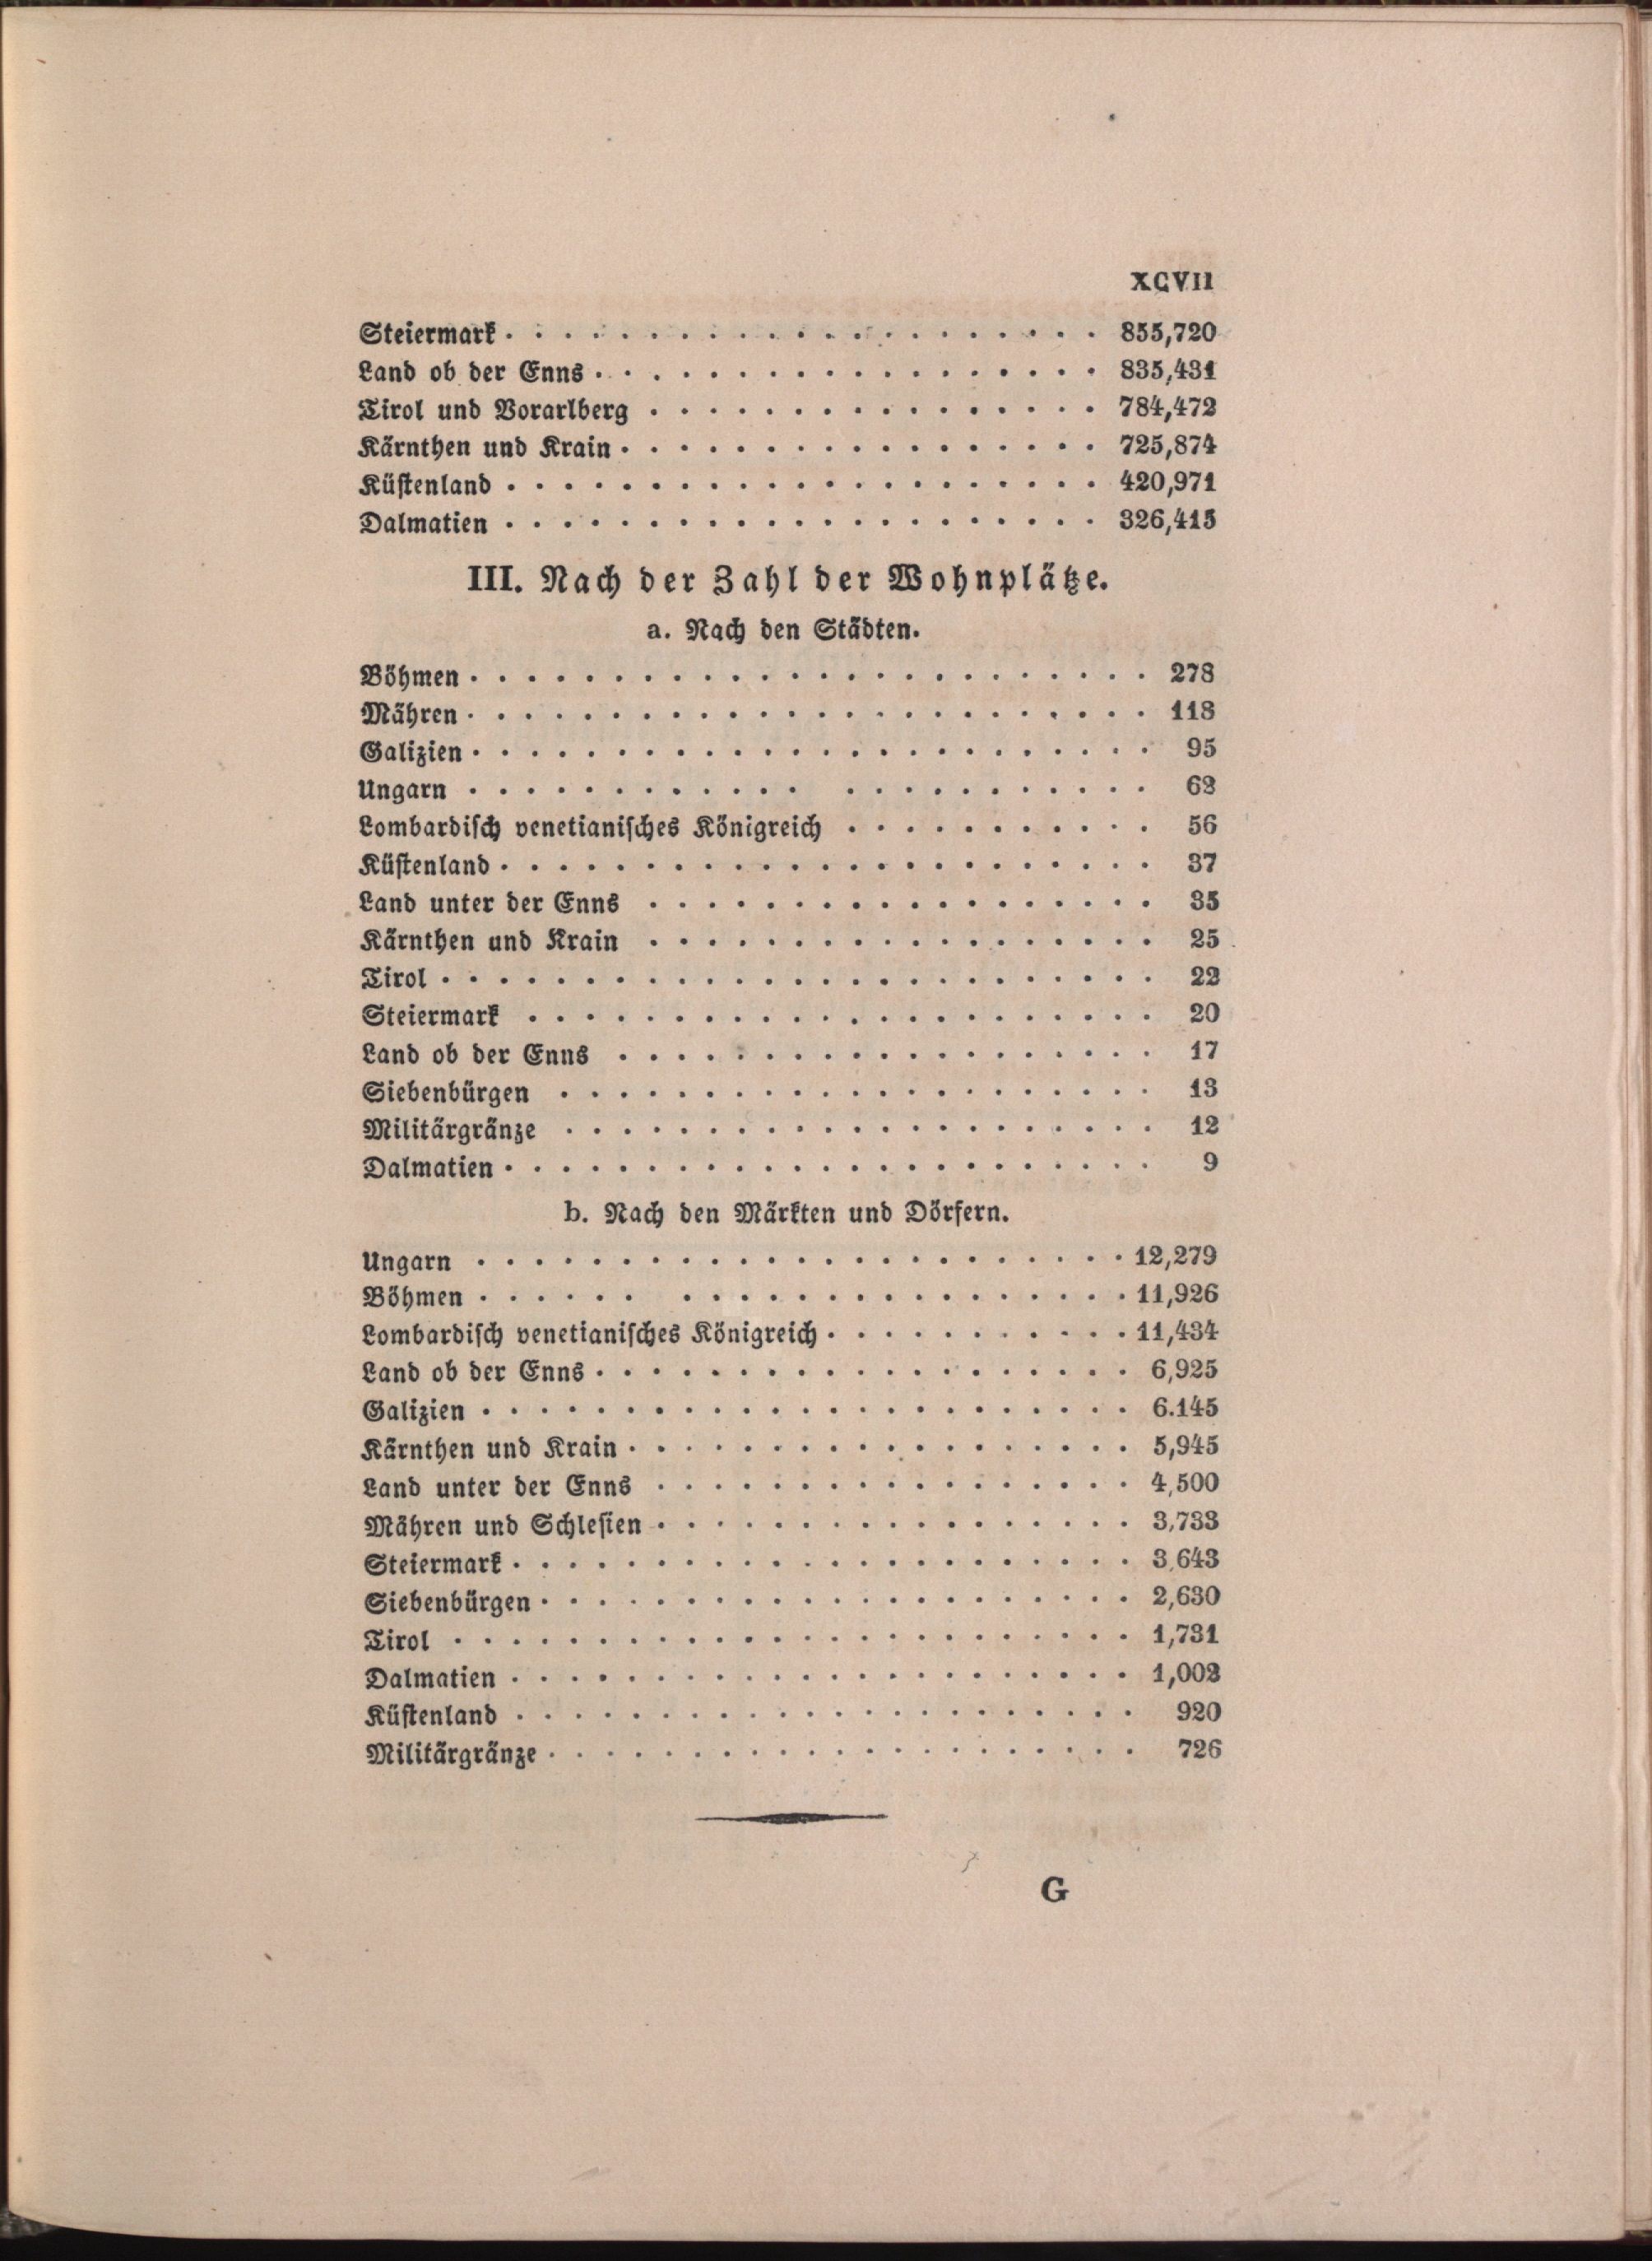 XCVII
Steiermark . . . . . . . . . . . . . . . . . . . . . 855,720
Land ob der Enns . . . . . . . . . . . . . . . . . . 835,431
Tirol und Vorarlberg . . . . . . . . . . . . . . . . 784,472
Kärnthen und Krain . . . . . . . . . . . . . . . . . 725,874
Küstenland . . . . . . . . . . . . . . . . . . . . . 420,971
Dalmatien . . . . . . . . . . . . . . . . . . . . . 326,415
III. Nach der Zahl der Wohnplätze.
a. Nach den Städten.
Böhmen . . . . . . . . . . . . . . . . . . . . . . . . 278
Mähren . . . . . . . . . . . . . . . . . . . . . . . . 118
Galizien . . . . . . . . . . . . . . . . . . . . . . . . 95
Ungarn . . . . . . . . . . . . . . . . . . . . . . . 62
Lombardisch venetianisches Königreich . . . . . . . . . . . 56
Küstenland . . . . . . . . . . . . . . . . . . . . . . . 37
Land unter der Enns . . . . . . . . . . . . . . . . . . 35
Kärnthen und Krain . . . . . . . . . . . . . . . . . . 25
Tirol . . . . . . . . . . . . . . . . . . . . . . . . . 22
Steiermark . . . . . . . . . . . . . . . . . . . . . . 20
Land ob der Enns . . . . . . . . . . . . . . . . . . . 17
Siebenbürgen . . . . . . . . . . . . . . . . . . . . . 13
Militärgränze . . . . . . . . . . . . . . . . . . . . . 12
Dalmatien . . . . . . . . . . . . . . . . . . . . . . . 9
b. Nach den Märkten und Dörfern.
Ungarn . . . . . . . . . . . . . . . . . . . . . . . 12,279
Böhmen . . . . . . . . . . . . . . . . . . . . . . 11,926
Lombardisch venetianisches Königreich . . . . . . . . . . . 11,434
Land ob der Enns . . . . . . . . . . . . . . . . . . . 6,925
Galizien . . . . . . . . . . . . . . . . . . . . . . . 6.145
Kärnthen und Krain . . . . . . . . . . . . . . . . . . 5,945
Land unter der Enns . . . . . . . . . . . . . . . . . 4,500
Mähren und Schlesien . . . . . . . . . . . . . . . . . 3,733
Steiermark . . . . . . . . . . . . . . . . . . . . . . 3,643
Siebenbürgen . . . . . . . . . . . . . . . . . . . . . 2,630
Tirol . . . . . . . . . . . . . . . . . . . . . . . . 1,731
Dalmatien . . . . . . . . . . . . . . . . . . . . . . 1,002
Küstenland . . . . . . . . . . . . . . . . . . . . . . 920
Militärgränze . . . . . . . . . . . . . . . . . . . . . 726
G